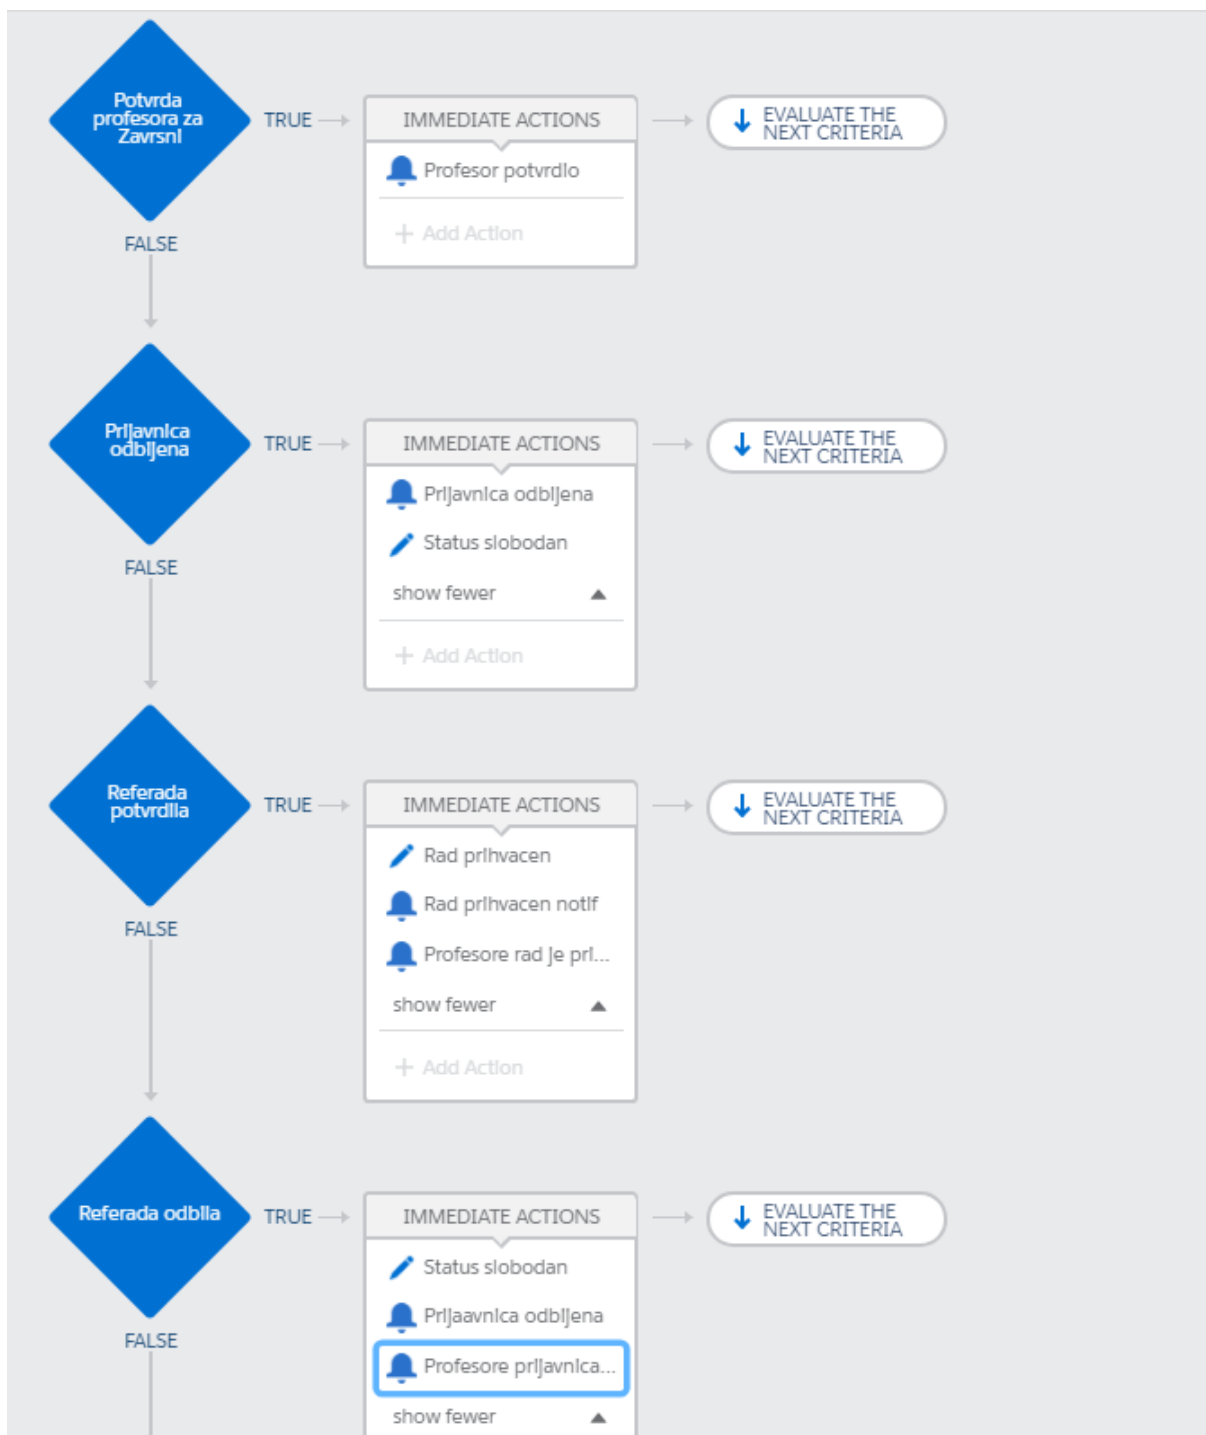 Potvrda
profesora za
Zavrsni
TRUE
IMMEDIATE ACTIONS
EVALUATE THE
NEXT CRITERIA
Profesor potvrdio
+ Add Action
FALSE
Prijavnica
odbijena
TRUE
IMMEDIATE ACTIONS
EVALUATE THE
NEXT CRITERIA
Prijavnica odbijena
Status slobodan
show fewer
+ Add Action
FALSE
Referada
potvrdila
TRUE
IMMEDIATE ACTIONS
EVALUATE THE
NEXT CRITERIA
Rad prihvacen
Rad prihvacen notif
Profesore rad je pri...
show fewer
+ Add Action
FALSE
Referada odbila
TRUE
IMMEDIATE ACTIONS
EVALUATE THE
NEXT CRITERIA
Status slobodan
Prijaavnica odbijena
Profesore prijavnica...
show fewer
FALSE